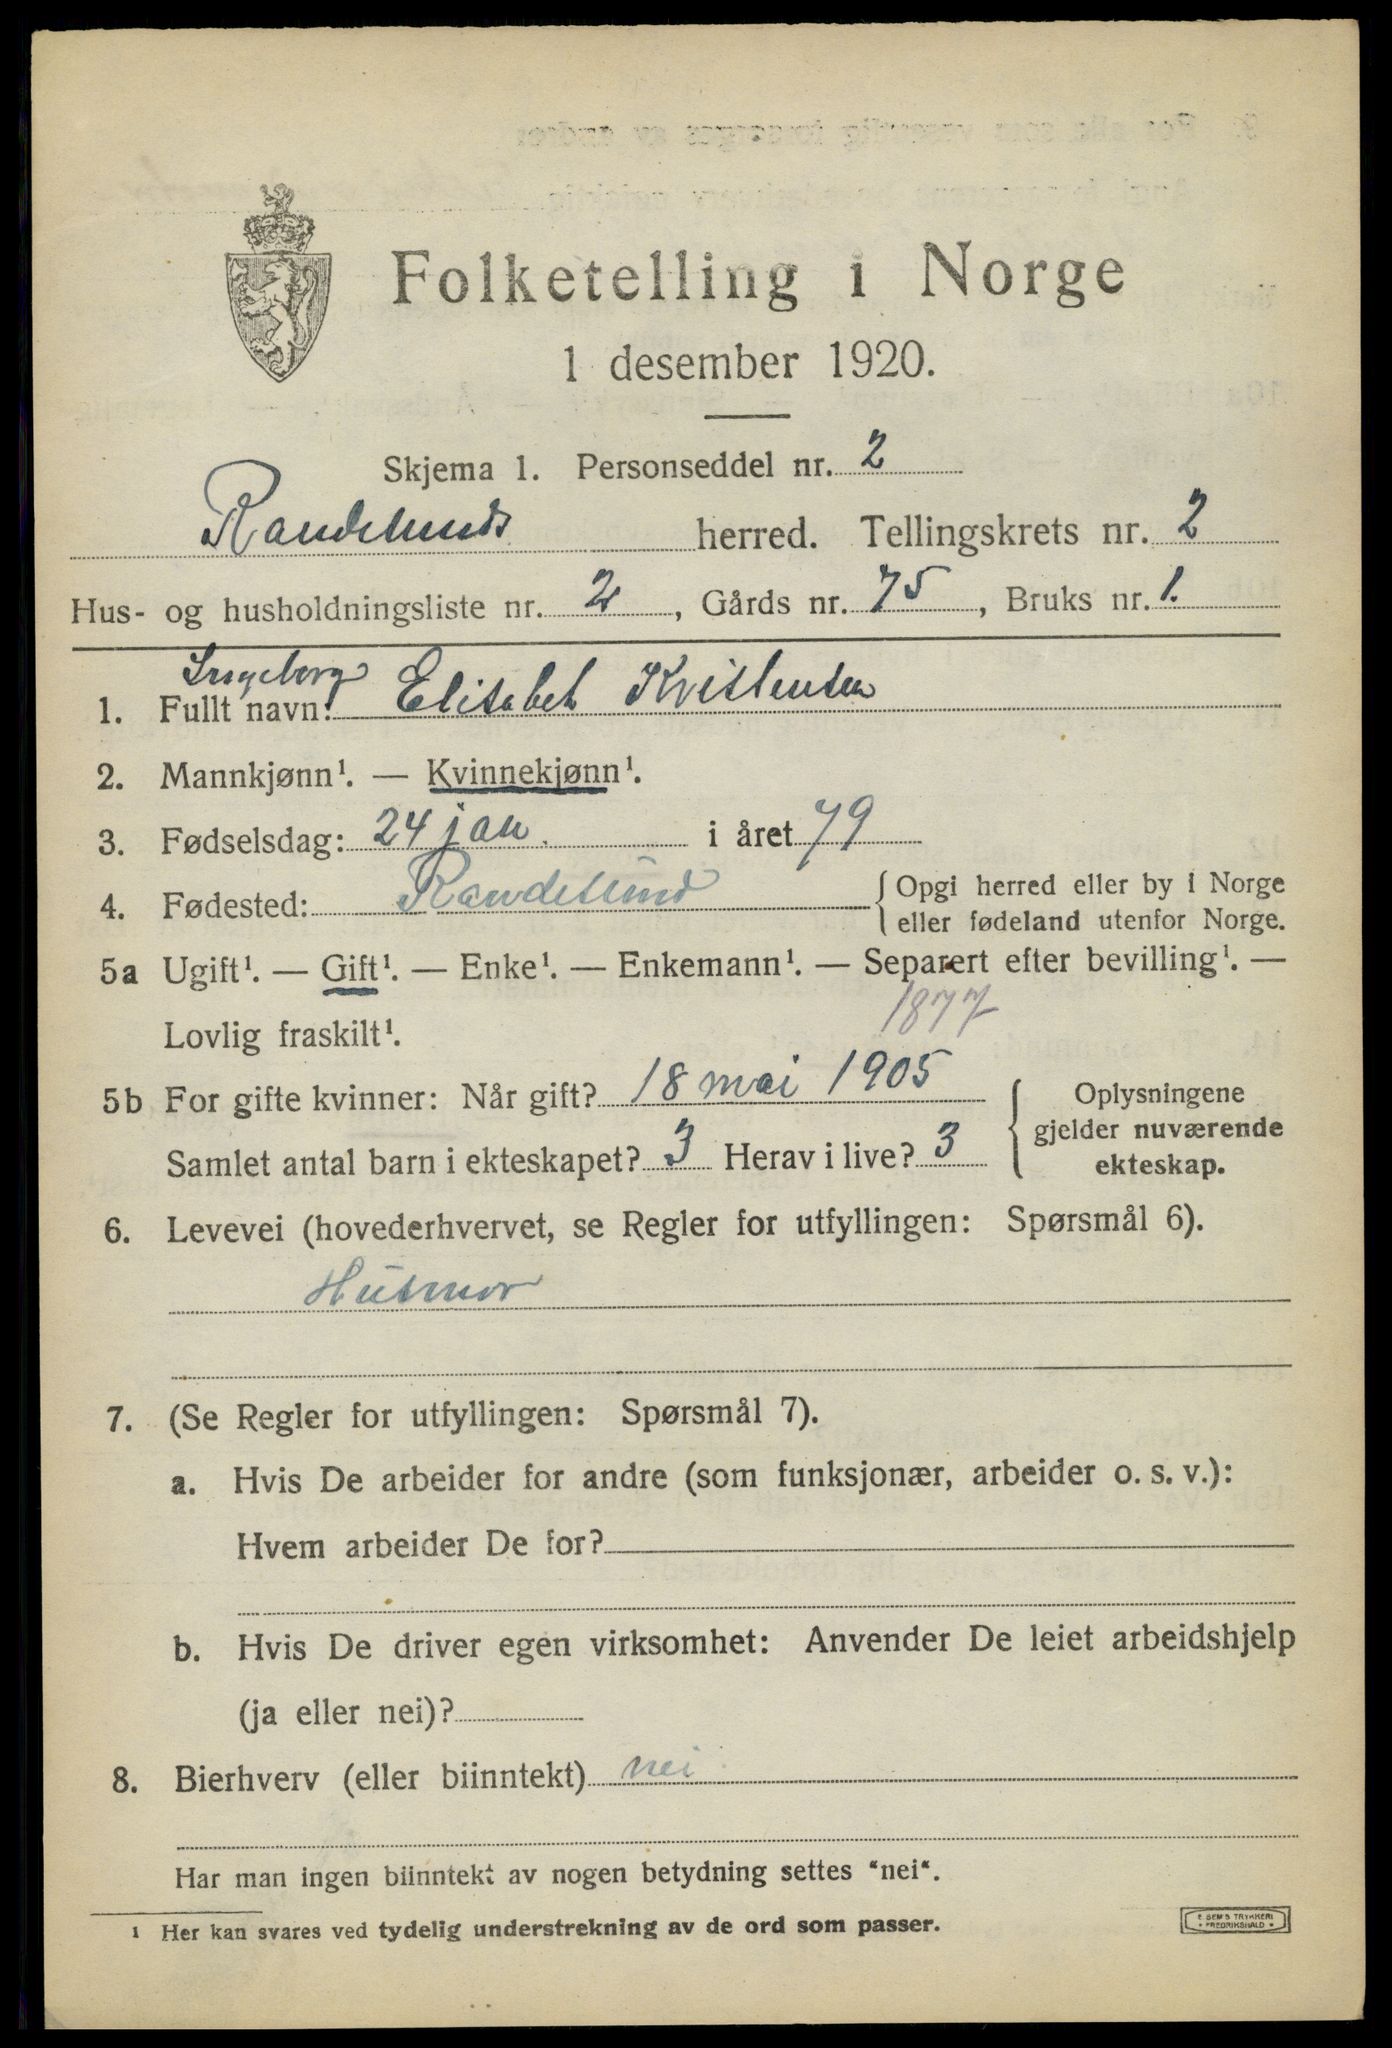 Folketelling i Norge
1 desember 1920.
Skjema 1. Personseddel nr. 2
Randesunds herred. Tellingskrets nr. 2
Hus- og husholdningsliste nr. 2, Gårds nr. 75, Bruks nr. 1.
Ingeborg
1. Fullt navn: Elisabet Kristensen
2. Mannkjønn¹. — Kvinnekjønn¹.
3. Fødselsdag: 24 jan. i året 79
4. Fødested: Randesund {Opgi herred eller by i Norge
eller fødeland utenfor Norge.
5a Ugift¹. — Gift¹. — Enke¹. — Enkemann¹. — Separert efter bevilling¹. —
Lovlig fraskilt¹. 1877
5b For gifte kvinner: Når gift? 18 mai 1905 { Oplysningene
gjelder nuværende
Samlet antal barn i ekteskapet? 3 Herav i live? 3 ekteskap.
6. Levevei (hovederhvervet, se Regler for utfyllingen: Spørsmål 6).
Husmor
7. (Se Regler for utfyllingen: Spørsmål 7).
a. Hvis De arbeider for andre (som funksjonær, arbeider o. s. v.):
Hvem arbeider De for?
b. Hvis De driver egen virksomhet: Anvender De leiet arbeidshjelp
(ja eller nei)?
8. Bierhverv (eller biinntekt) nei
Har man ingen biinntekt av nogen betydning settes "nei".
¹ Her kan svares ved tydelig understrekning av de ord som passer.
E SEM'S TRYKKERI
FREDRIKSHALD